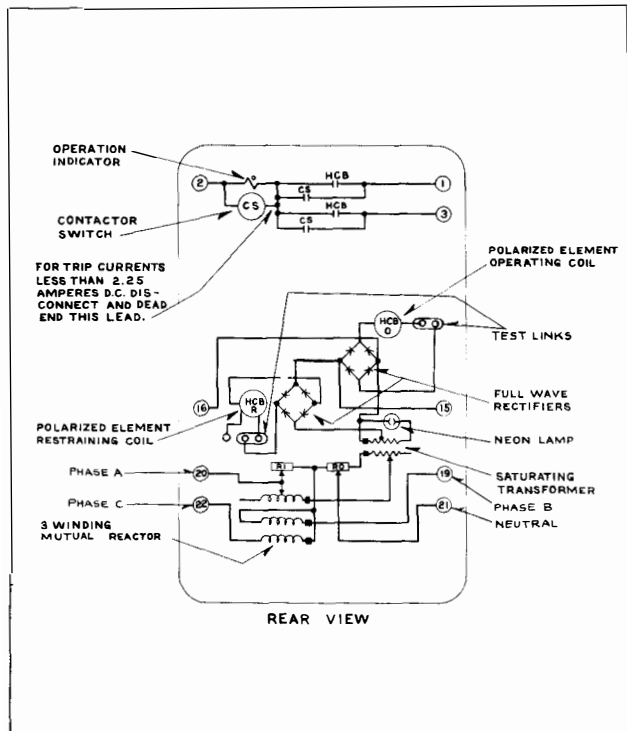 OPERATION
INDICATOR
2
HCB
1
CS
CS
HCB
3
CS
CONTACTOR
SWITCH
FOR TRIP CURRENTS
LESS THAN 2.25
AMPERES D.C. DIS-
CONNECT AND DEAD
END THIS LEAD.
POLARIZED ELEMENT
OPERATING COIL
HCB
O
TEST LINKS
16
HCB
R
15
FULL WAVE
RECTIFIERS
POLARIZED ELEMENT
RESTRAINING COIL
NEON LAMP
PHASE A
20
R1
R0
19
SATURATING
TRANSFORMER
PHASE C
22
21
PHASE B
NEUTRAL
3 WINDING
MUTUAL REACTOR
REAR VIEW